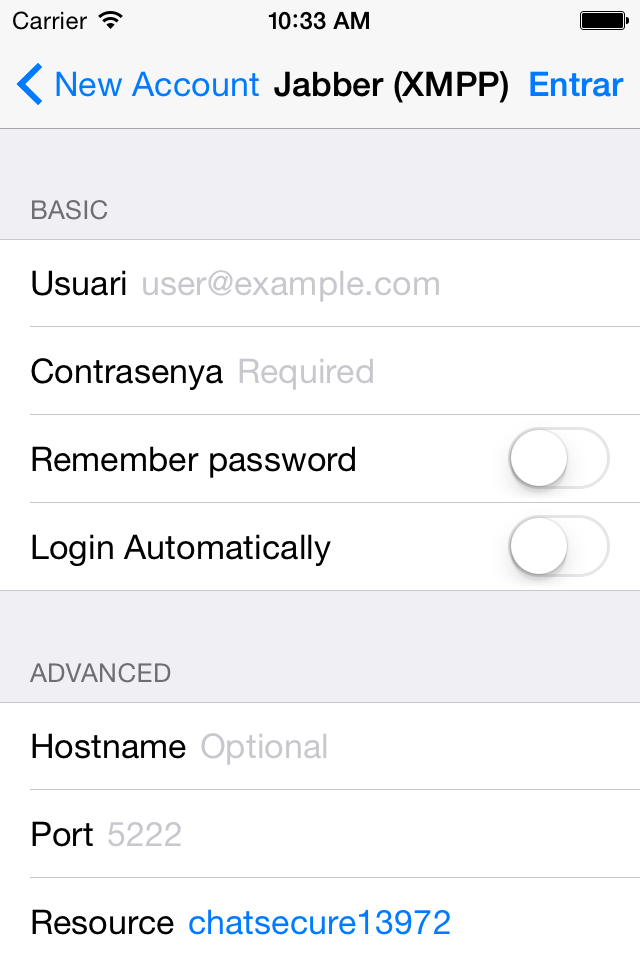 Carrier 10:33 AM
New Account Jabber (XMPP) Entrar
BASIC
Usuari user@example.com
Contrasenya Required
Remember password
Login Automatically
ADVANCED
Hostname Optional
Port 5222
Resource chatsecure13972